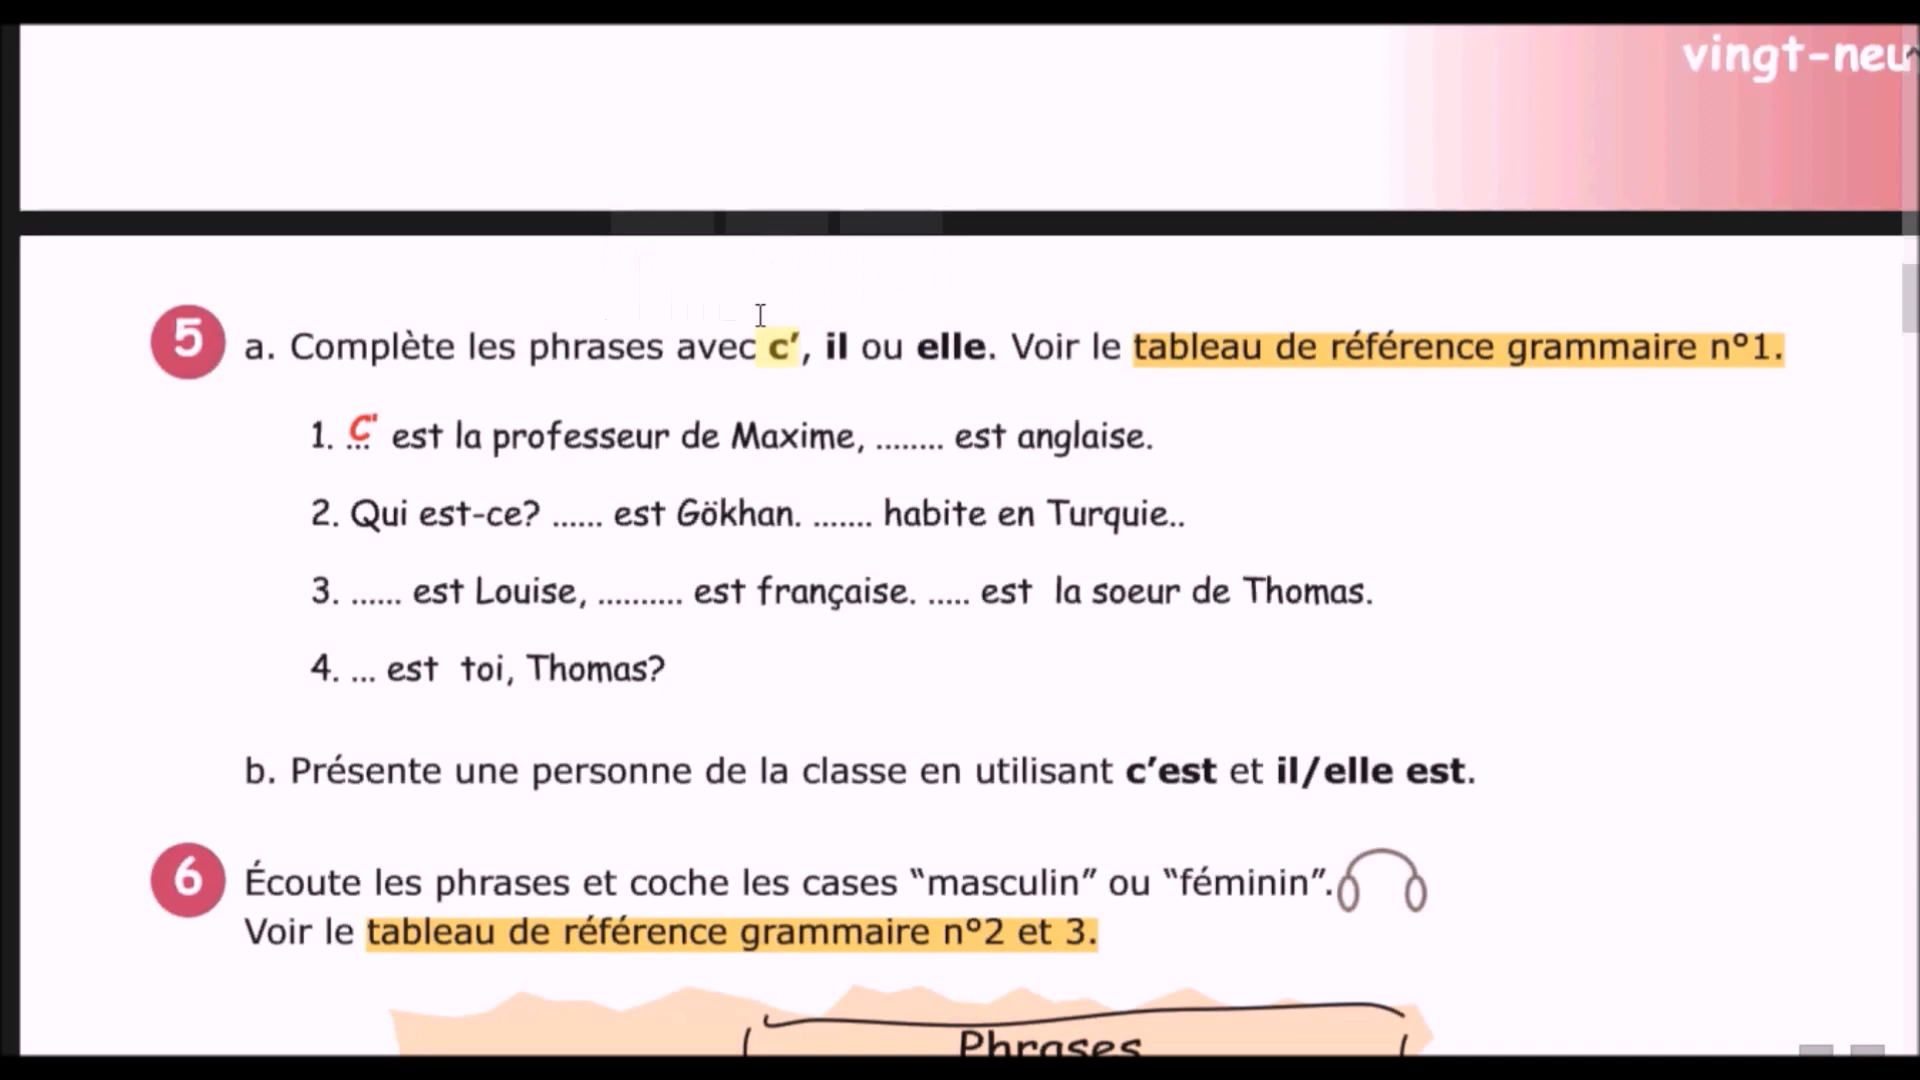 5 a. Complète les phrases avec c’, il ou elle. Voir le tableau de référence grammaire n°1.
1. C' est la professeur de Maxime, ........ est anglaise.
2. Qui est-ce? ...... est Gökhan. ....... habite en Turquie..
3. ...... est Louise, .......... est française. ..... est la soeur de Thomas.
4. ... est toi, Thomas?
b. Présente une personne de la classe en utilisant c’est et il/elle est.
6 Écoute les phrases et coche les cases “masculin” ou “féminin”.
Voir le tableau de référence grammaire n°2 et 3.
Phrases